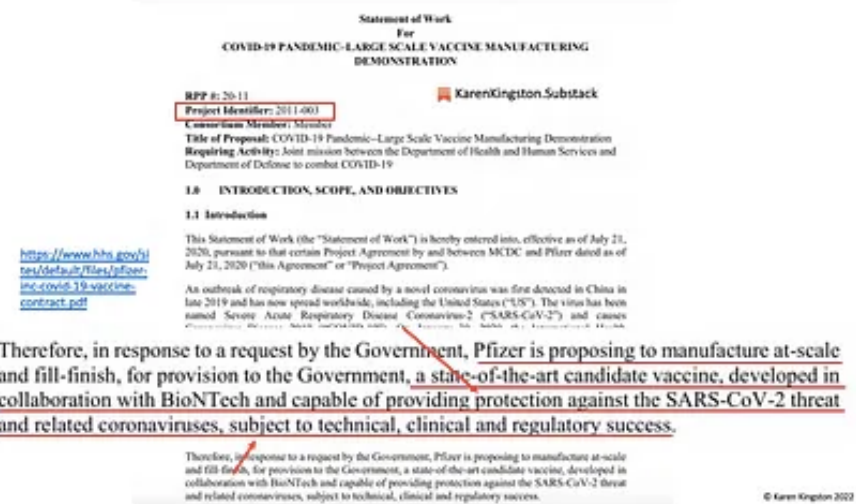 Statement of Work
For
COVID-19 PANDEMIC–LARGE SCALE VACCINE MANUFACTURING
DEMONSTRATION
RPP #: 20-11
KarenKingston.Substack
Project Identifier: 2011-003
Consortium Member: Member
Title of Proposal: COVID-19 Pandemic–Large Scale Vaccine Manufacturing Demonstration
Requiring Activity: Joint mission between the Department of Health and Human Services and
Department of Defense to combat COVID-19
1.0 INTRODUCTION, SCOPE, AND OBJECTIVES
1.1 Introduction
This Statement of Work (the "Statement of Work") is hereby entered into, effective as of July 21,
2020, pursuant to that certain Project Agreement by and between MCDC and Pfizer dated as of
July 21, 2020 ("this Agreement" or "Project Agreement").
https://www.hhs.gov/si
tes/default/files/pfizer-
inc-covid-19-vaccine-
contract.pdf
An outbreak of respiratory disease caused by a novel coronavirus was first detected in China in
late 2019 and has now spread worldwide, including the United States ("US"). The virus has been
named Severe Acute Respiratory Disease Coronavirus-2 ("SARS-CoV-2") and causes
Therefore, in response to a request by the Government, Pfizer is proposing to manufacture at-scale
and fill-finish, for provision to the Government, a state-of-the-art candidate vaccine, developed in
collaboration with BioNTech and capable of providing protection against the SARS-CoV-2 threat
and related coronaviruses, subject to technical, clinical and regulatory success.
Therefore, in response to a request by the Government, Pfizer is proposing to manufacture at-scale
and fill-finish, for provision to the Government, a state-of-the-art candidate vaccine, developed in
collaboration with BioNTech and capable of providing protection against the SARS-CoV-2 threat
and related coronaviruses, subject to technical, clinical and regulatory success.
© Karen Kingston 2022